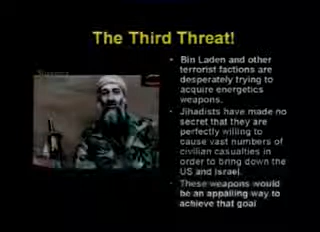 The Third Threat!
Bin Laden and other
terrorist factions are
desperately trying to
acquire energetics
weapons.
Jihadists have made no
secret that they are
perfectly willing to
cause vast numbers of
civilian casualties in
order to bring down the
US and Israel.
These weapons would
be an appalling way to
achieve that goal